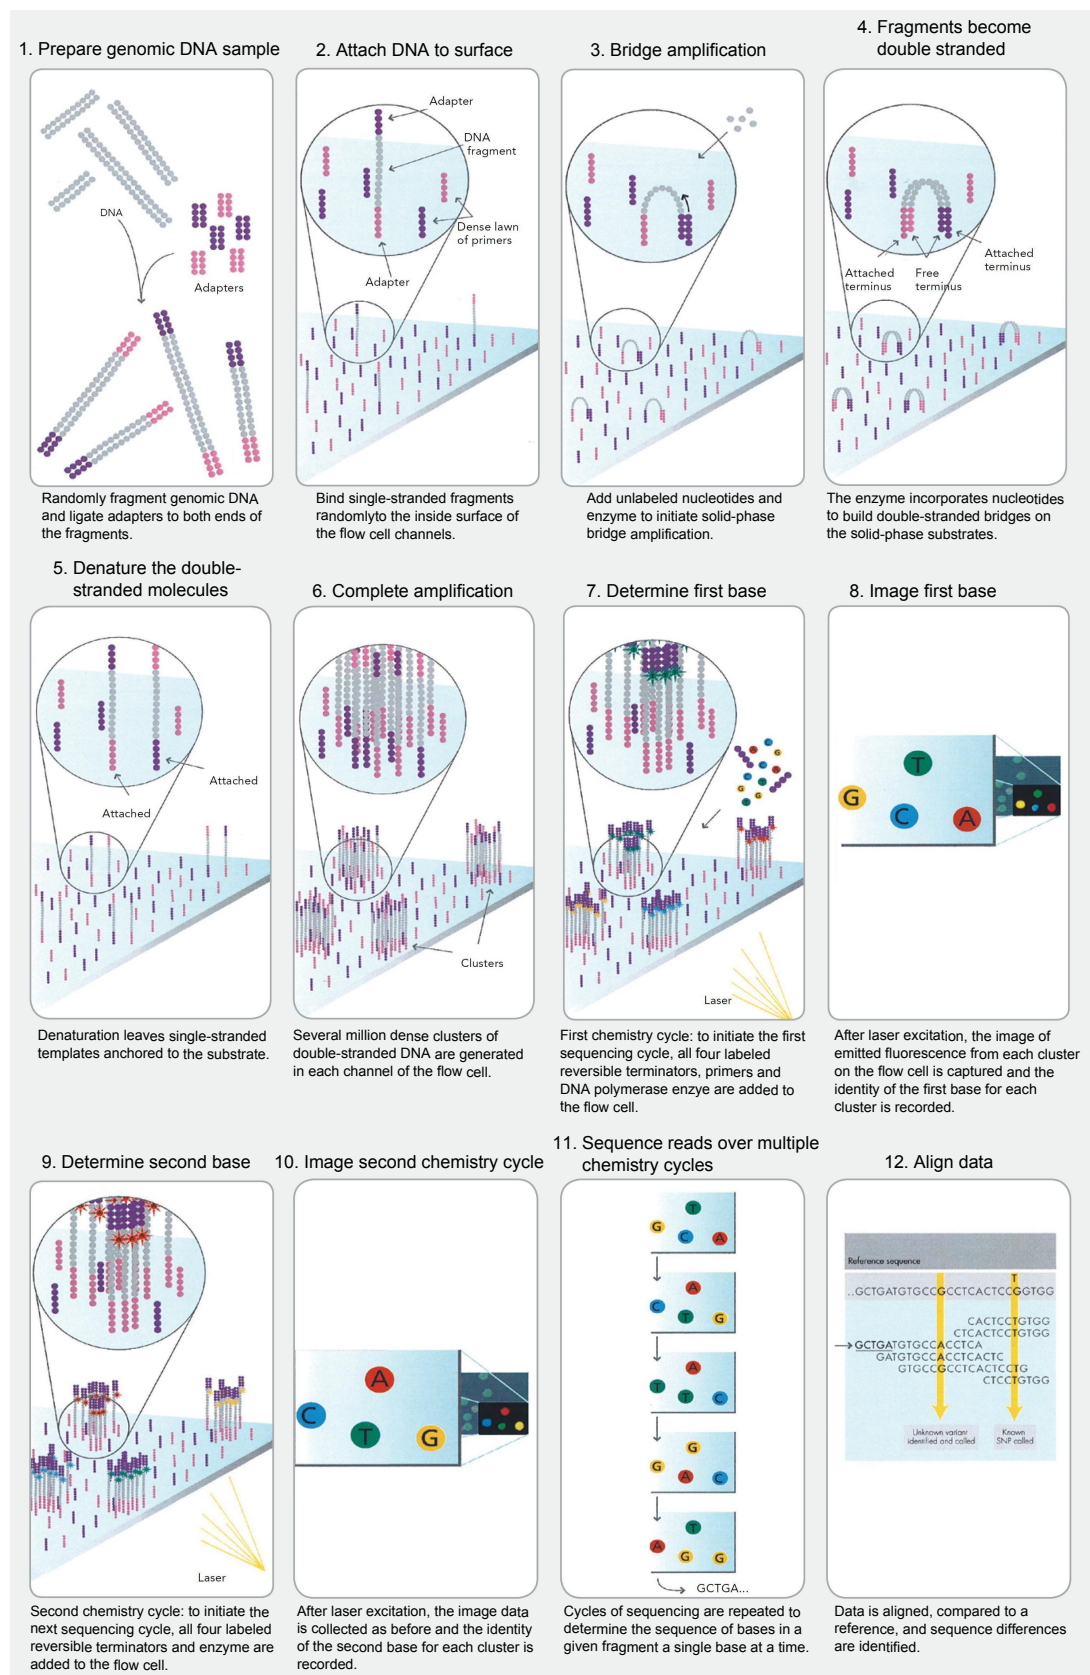 1. Prepare genomic DNA sample
DNA
Adapters
Randomly fragment genomic DNA
and ligate adapters to both ends of
the fragments.
2. Attach DNA to surface
Adapter
DNA
fragment
Dense lawn
of primers
Adapter
Bind single-stranded fragments
randomlyto the inside surface of
the flow cell channels.
3. Bridge amplification
Add unlabeled nucleotides and
enzyme to initiate solid-phase
bridge amplification.
4. Fragments become
double stranded
Attached
terminus
Free
terminus
Attached
terminus
The enzyme incorporates nucleotides
to build double-stranded bridges on
the solid-phase substrates.
5. Denature the double-
stranded molecules
Attached
Attached
Denaturation leaves single-stranded
templates anchored to the substrate.
6. Complete amplification
Clusters
Several million dense clusters of
double-stranded DNA are generated
in each channel of the flow cell.
7. Determine first base
C
A
G
C
A
C
T
G
G
T
Laser
First chemistry cycle: to initiate the first
sequencing cycle, all four labeled
reversible terminators, primers and
DNA polymerase enzye are added to
the flow cell.
8. Image first base
T
G
C
A
After laser excitation, the image of
emitted fluorescence from each cluster
on the flow cell is captured and the
identity of the first base for each
cluster is recorded.
9. Determine second base
Laser
Second chemistry cycle: to initiate the
next sequencing cycle, all four labeled
reversible terminators and enzyme are
added to the flow cell.
10. Image second chemistry cycle
A
C
T
G
After laser excitation, the image data
is collected as before and the identity
of the second base for each cluster is
recorded.
11. Sequence reads over multiple
chemistry cycles
T
G
C A
A
C
T G
A
T
T C
G
G
A C
T
A
G G
GCTGA...
Cycles of sequencing are repeated to
determine the sequence of bases in a
given fragment a single base at a time.
12. Align data
Reference sequence
T
..GCTGATGTGCCGCCTCACTCCGGTGG
CACTCCTGTGG
CTCACTCCTGTGG
GCTGATGTGCCACCTCA
GATGTGCCACCTCACTC
GTGCCGCCTCACTCCTG
CTCCTGTGG
Unknown variant
identified and called
Known
SNP called
Data is aligned, compared to a
reference, and sequence differences
are identified.